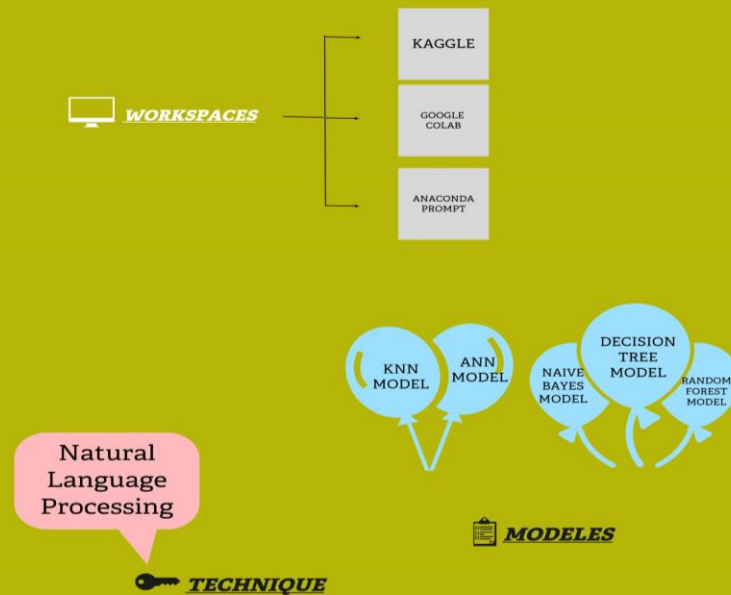 KAGGLE
WORKSPACES
GOOGLE
COLAB
ANACONDA
PROMPT
KNN
MODEL
ANN
MODEL
NAIVE
BAYES
MODEL
DECISION
TREE
MODEL
RANDOM
FOREST
MODEL
Natural
Language
Processing
MODELES
TECHNIQUE